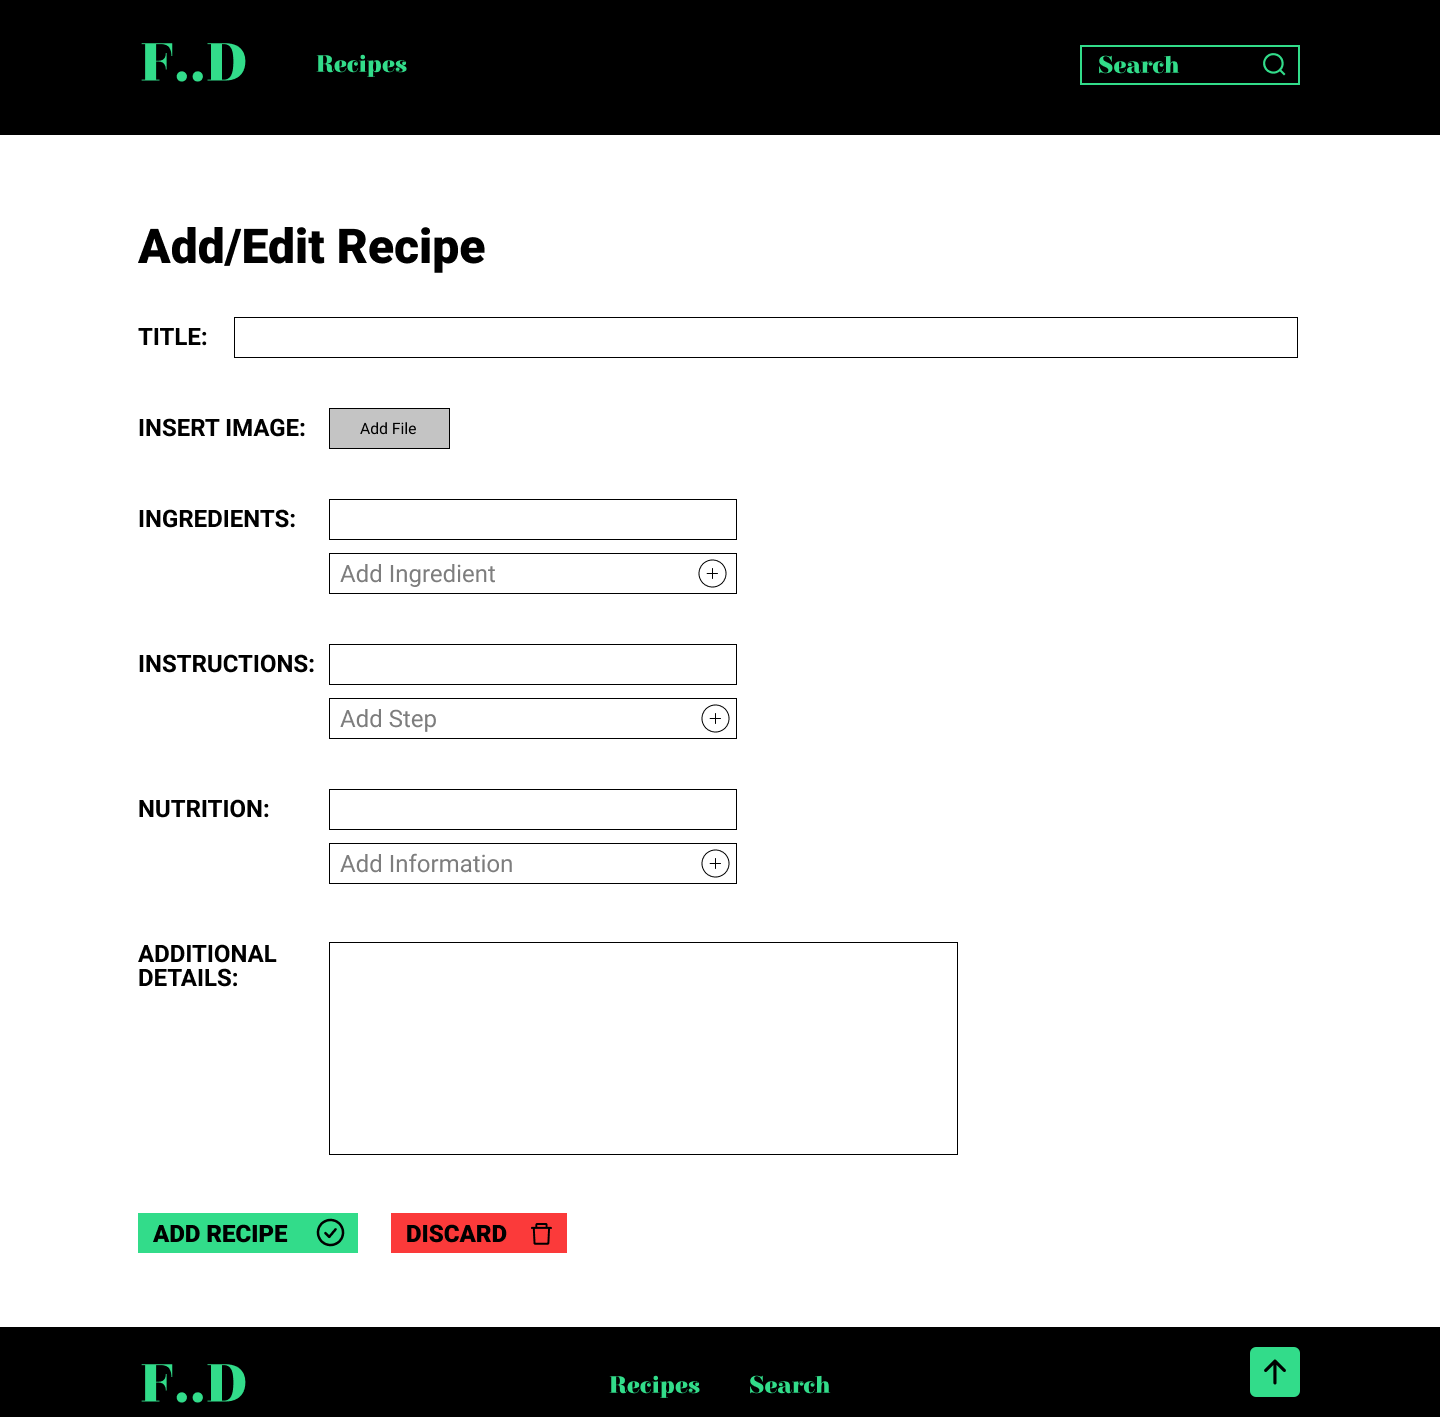 F..D
Recipes
Search
Add/Edit Recipe
TITLE:
INSERT IMAGE:
Add File
INGREDIENTS:
Add Ingredient
INSTRUCTIONS:
Add Step
NUTRITION:
Add Information
ADDITIONAL
DETAILS:
ADD RECIPE
DISCARD
F..D
Recipes
Search